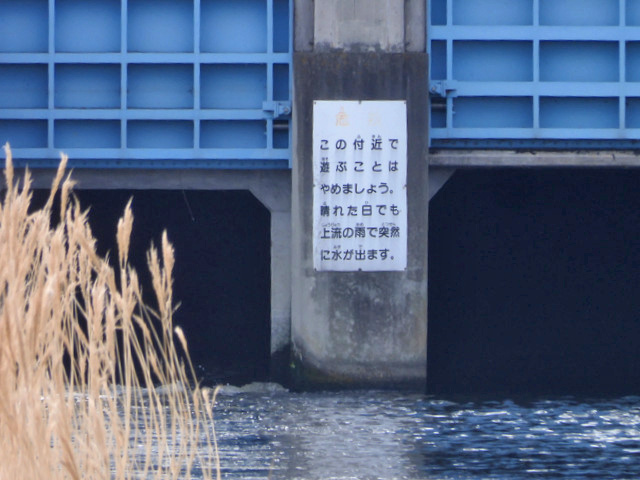 この付近で
遊ぶことは
やめましょう。
晴れた日でも
上流の雨で突然
に水が出ます。